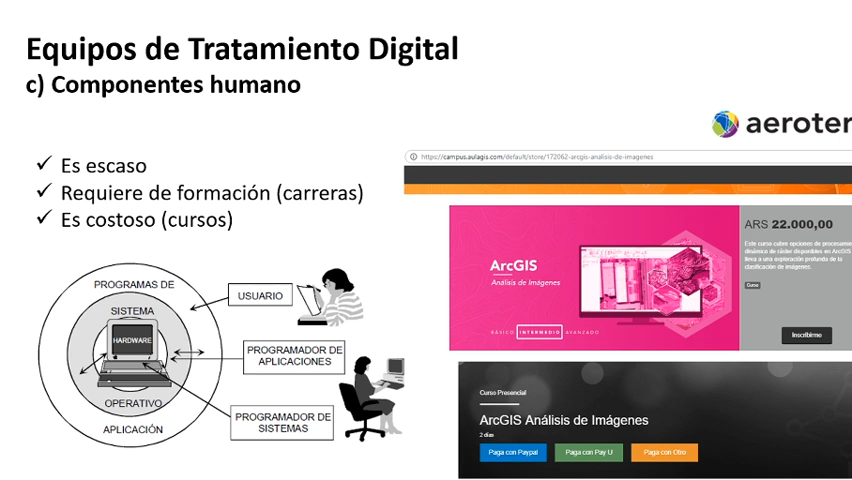 Equipos de Tratamiento Digital
c) Componentes humano
✓ Es escaso
✓ Requiere de formación (carreras)
✓ Es costoso (cursos)
PROGRAMAS DE
SISTEMA
HARDWARE
OPERATIVO
APLICACIÓN
USUARIO
PROGRAMADOR DE
APLICACIONES
PROGRAMADOR DE
SISTEMAS
aeroter
https://campus.aulagis.com/default/store/172062-arcgis-analisis-de-imagenes
ArcGIS
Análisis de Imágenes
BÁSICO INTERMEDIO AVANZADO
ARS 22.000,00
Este curso cubre opciones de procesamie
dinámica de ráster disponibles en ArcGIS
lleva a una exploración profunda de la
clasificación de imágenes.
Curso
Inscribirme
Curso Presencial
ArcGIS Análisis de Imágenes
2 días
Paga con Paypal
Paga con Pay U
Paga con Otro